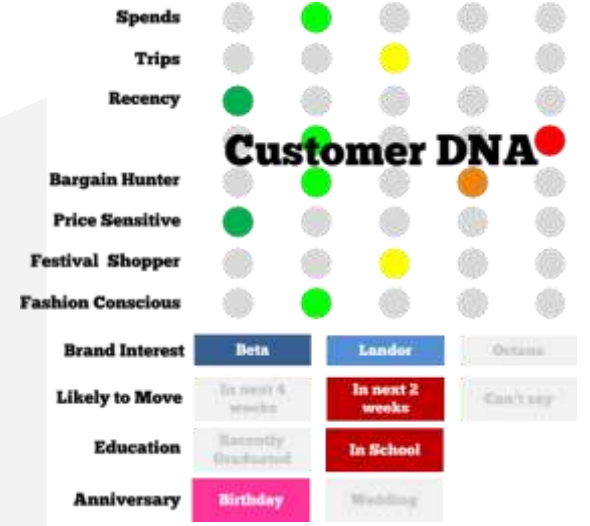 Spends
Trips
Recency
Customer DNA
Bargain Hunter
Price Sensitive
Festival Shopper
Fashion Conscious
Brand Interest Beta Landor Octane
Likely to Move In next 4 weeks In next 2 weeks Can't say
Education Recently Graduated In School
Anniversary Birthday Wedding